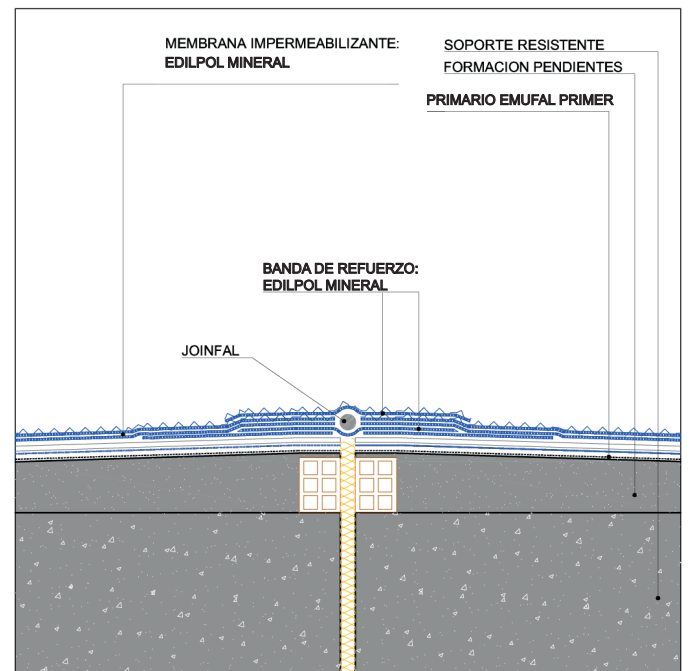 MEMBRANA IMPERMEABILIZANTE:
EDILPOL MINERAL
SOPORTE RESISTENTE
FORMACION PENDIENTES
PRIMARIO EMUFAL PRIMER
BANDA DE REFUERZO:
EDILPOL MINERAL
JOINFAL